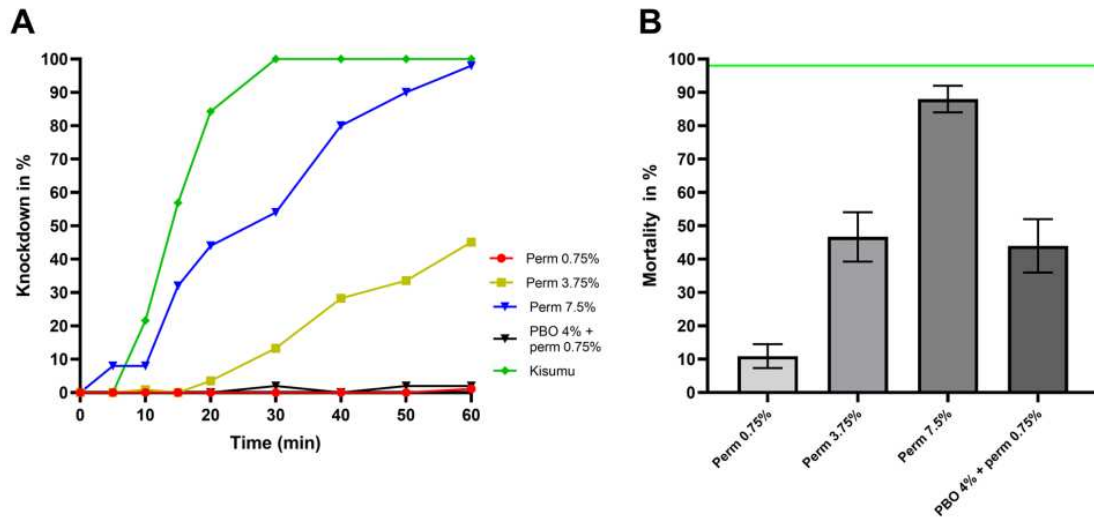 A
B
Knockdown in %
100
90
80
70
60
50
40
30
20
10
0
0
10
20
30
40
50
60
Time (min)
Perm 0.75%
Perm 3.75%
Perm 7.5%
PBO 4% +
perm 0.75%
Kisumu
Mortality in %
100
90
80
70
60
50
40
30
20
10
0
Perm 0.75%
Perm 3.75%
Perm 7.5%
PBO 4% + perm 0.75%